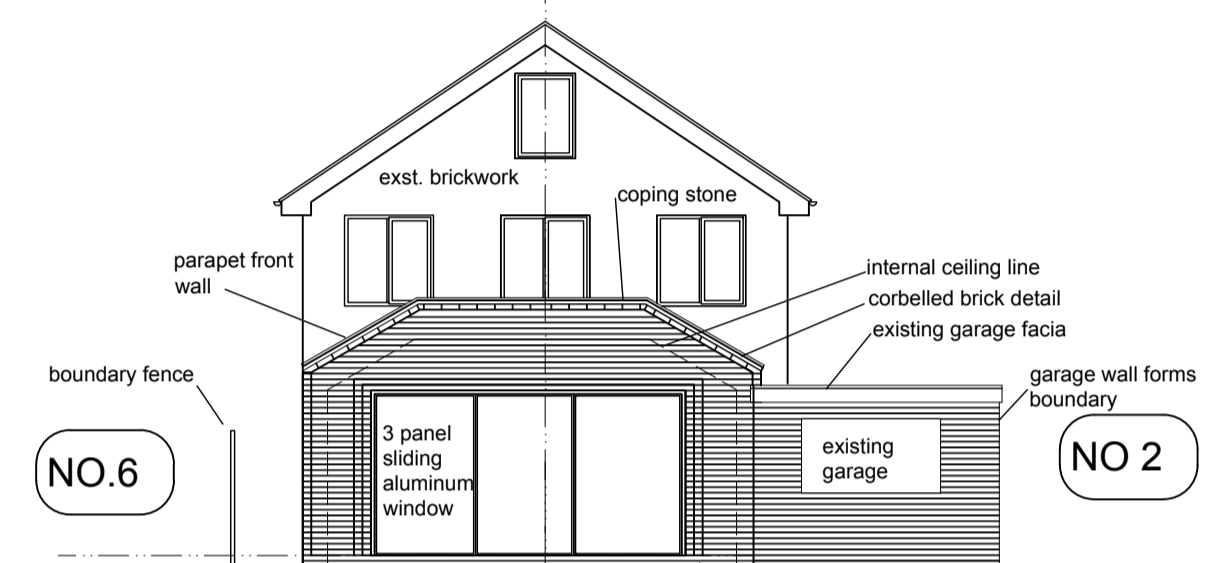 exst. brickwork
coping stone
parapet front
wall
internal ceiling line
corbelled brick detail
existing garage facia
boundary fence
garage wall forms
boundary
NO.6
3 panel
sliding
aluminum
window
existing
garage
NO 2